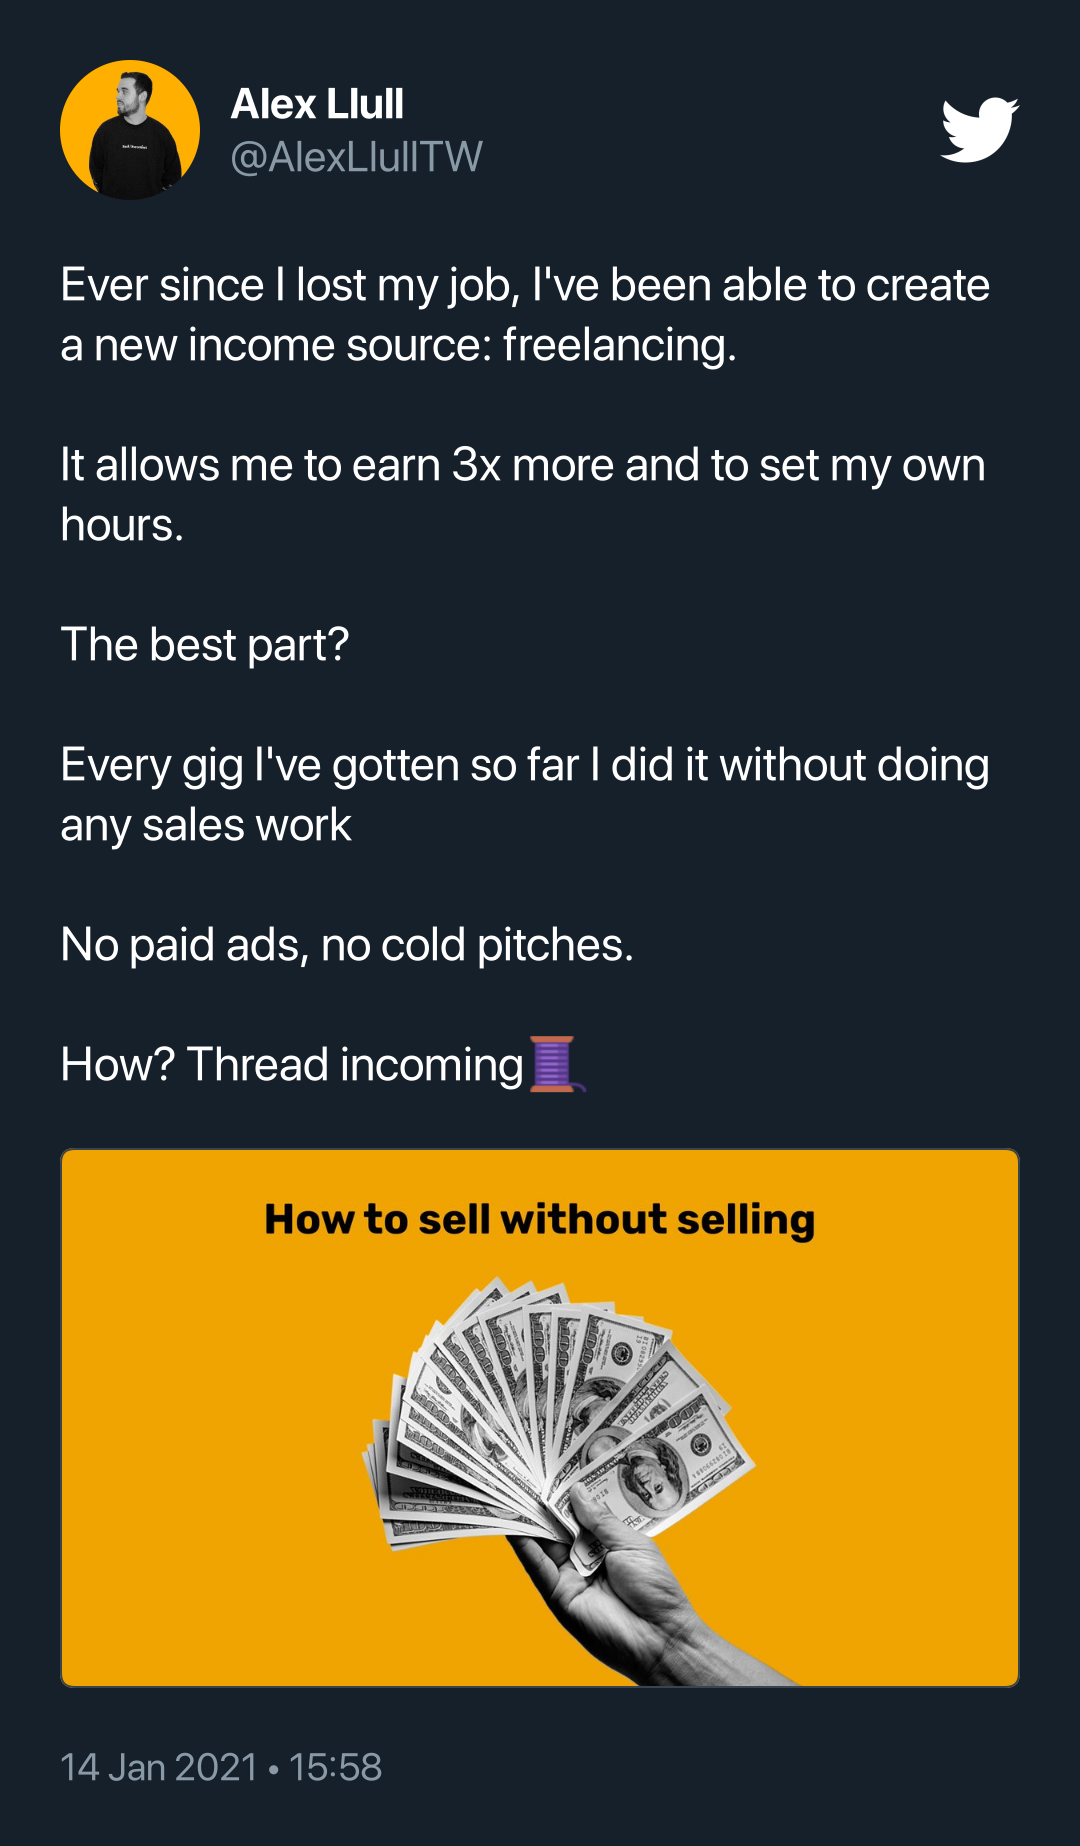 Alex Llull
@AlexLlullTW
Ever since I lost my job, I've been able to create
a new income source: freelancing.
It allows me to earn 3x more and to set my own
hours.
The best part?
Every gig I've gotten so far I did it without doing
any sales work
No paid ads, no cold pitches.
How? Thread incoming🧵
How to sell without selling
14 Jan 2021 • 15:58